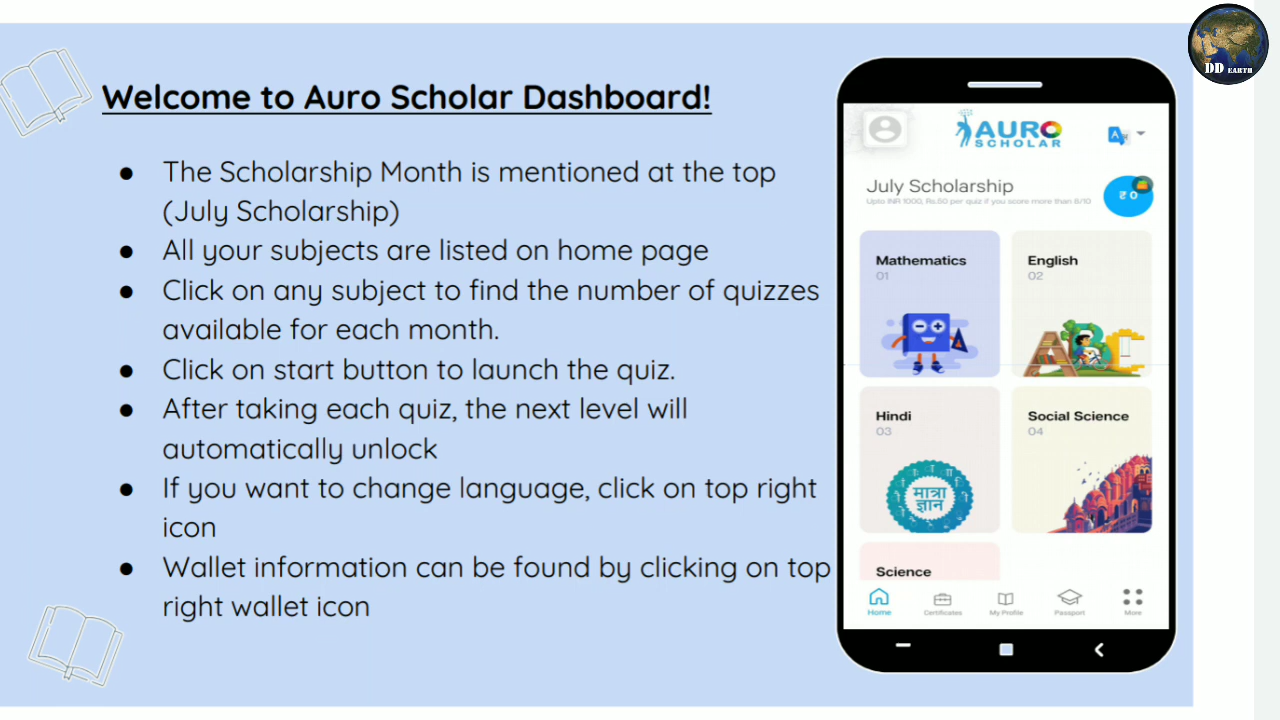 DD EARTH
Welcome to Auro Scholar Dashboard!
● The Scholarship Month is mentioned at the top
(July Scholarship)
● All your subjects are listed on home page
● Click on any subject to find the number of quizzes
available for each month.
● Click on start button to launch the quiz.
● After taking each quiz, the next level will
automatically unlock
● If you want to change language, click on top right
icon
● Wallet information can be found by clicking on top
right wallet icon
AURO
SCHOLAR
A
July Scholarship
Upto INR 1000, Rs.50 per quiz if you score more than 8/10
₹ 0
Mathematics
01
English
02
ABC
Hindi
03
मात्रा
ज्ञान
Social Science
04
Science
Home Certificates My Profile Passport More